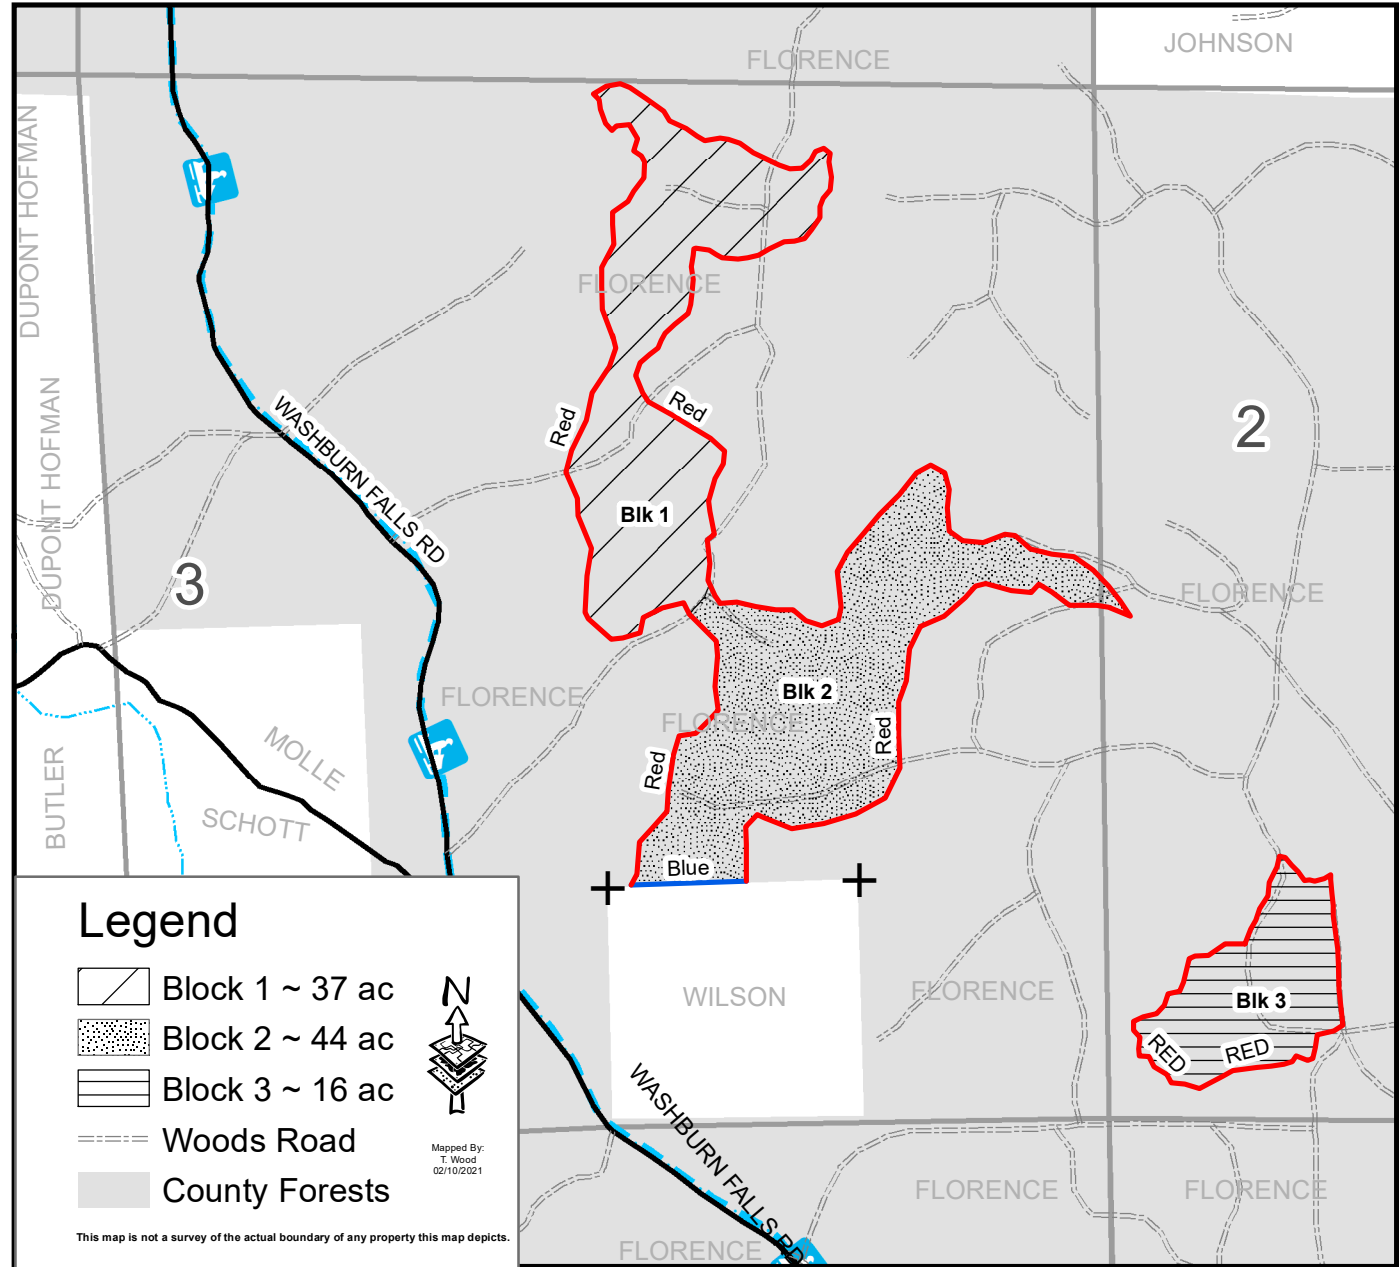 JOHNSON
FLORENCE
DUPONT HOFMAN
FLORENCE
DUPONT HOFMAN
WASHBURN FALLS RD
Red
Red
2
Blk 1
3
FLORENCE
FLORENCE
Blk 2
FLORENCE
Red
Red
MOLLE
SCHOTT
BUTLER
Blue
WILSON
FLORENCE
Blk 3
RED
RED
WASHBURN FALLS RD
FLORENCE
FLORENCE
FLORENCE
Legend
Block 1 ~ 37 ac
Block 2 ~ 44 ac
Block 3 ~ 16 ac
Woods Road
County Forests
N
Mapped By:
T. Wood
02/10/2021
This map is not a survey of the actual boundary of any property this map depicts.